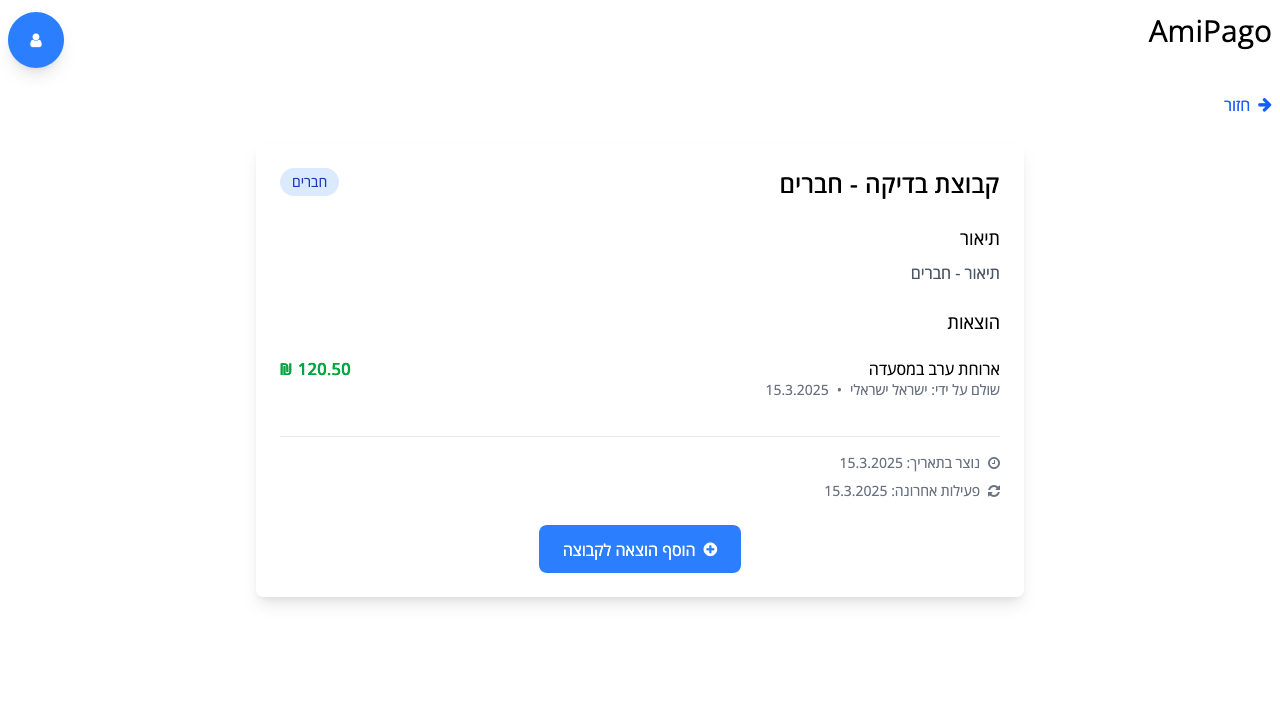 AmiPago
חזור
קבוצת בדיקה - חברים
חברים
תיאור
תיאור - חברים
הוצאות
ארוחת ערב במסעדה
120.50 ₪
שולם על ידי: ישראל ישראלי • 15.3.2025
נוצר בתאריך: 15.3.2025
פעילות אחרונה: 15.3.2025
הוסף הוצאה לקבוצה